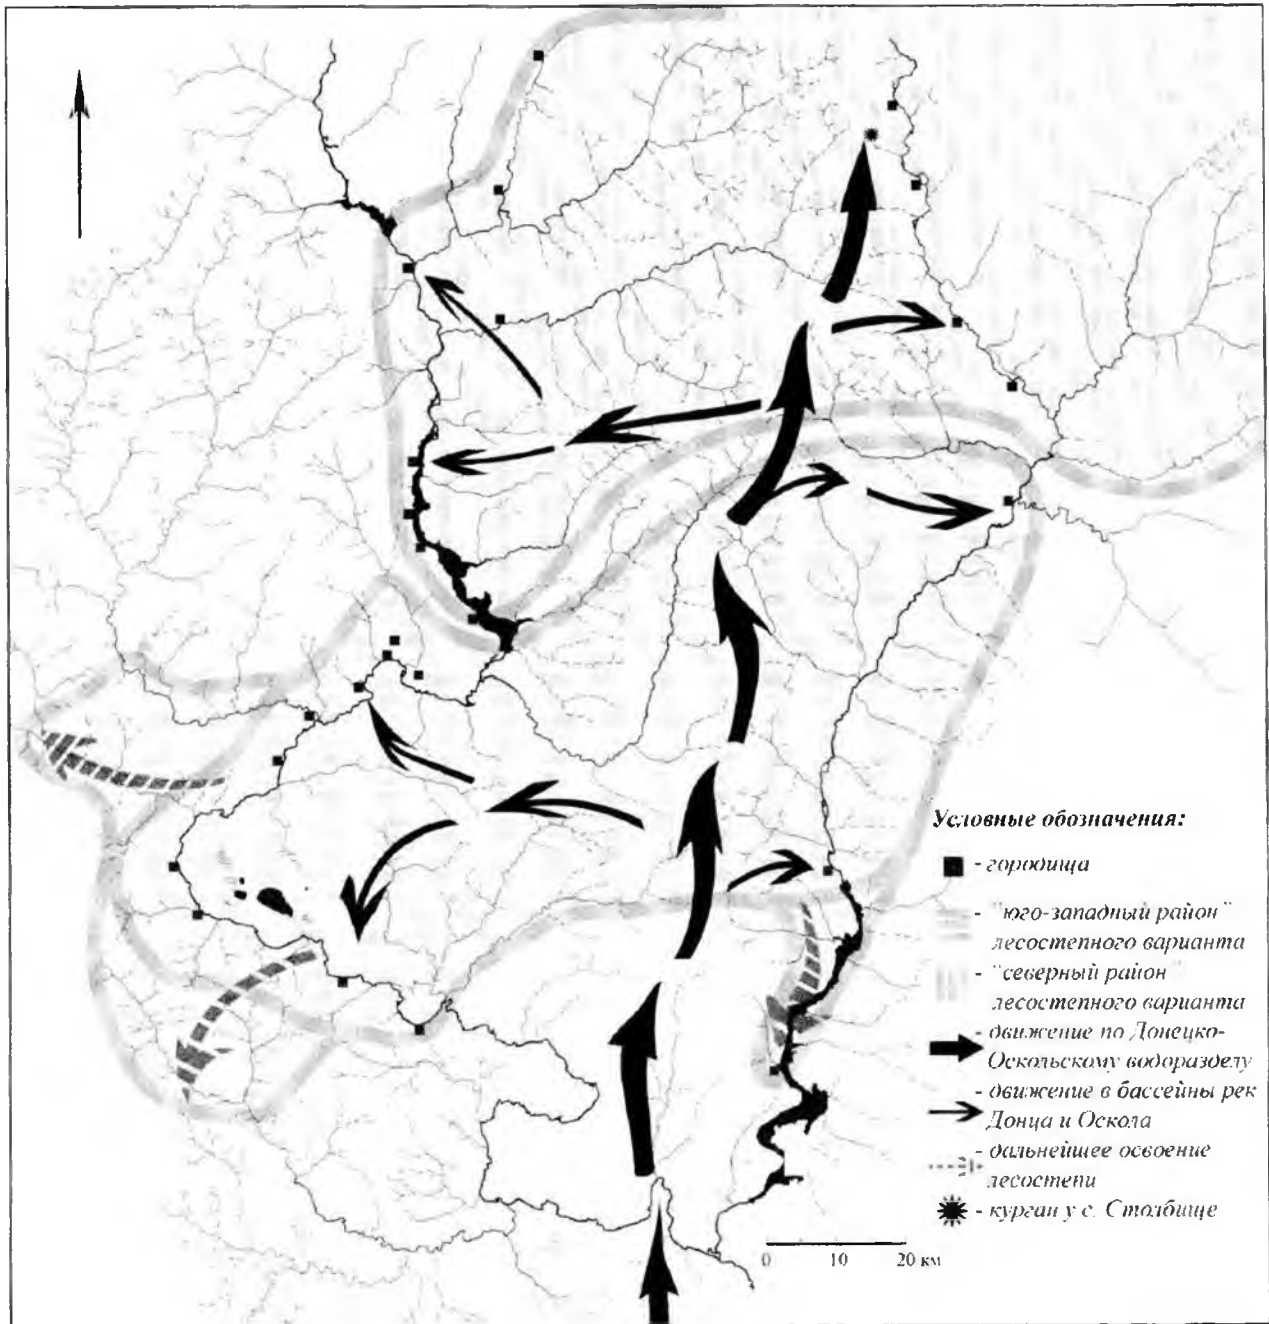 Условные обозначения:
- городища
- "юго-западный район"
лесостепного варианта
- "северный район"
лесостепного варианта
- движение по Донецко-
Оскольскому водоразделу
- движение в бассейны рек
Донца и Оскола
- дальнейшее освоение
лесостепи
- курган у с. Столбище
0 10 20 км